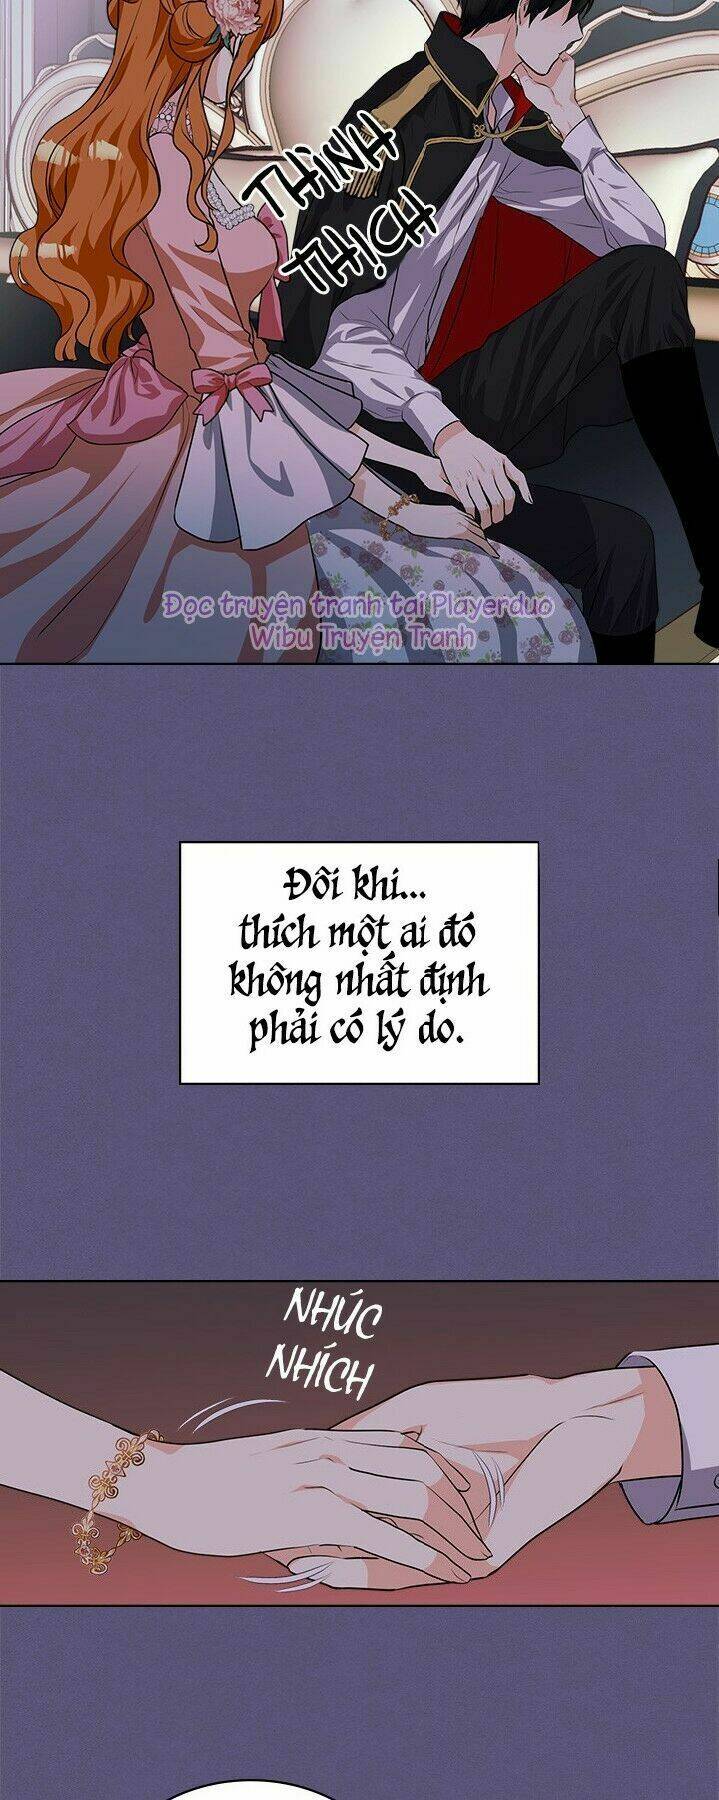 THÌNH
THỊCH
Đọc truyện tranh tại Playerduo
Wibu Truyện Tranh
Đôi khi...
thích một ai đó
không nhất định
phải có lý do.
NHÚC
NHÍCH